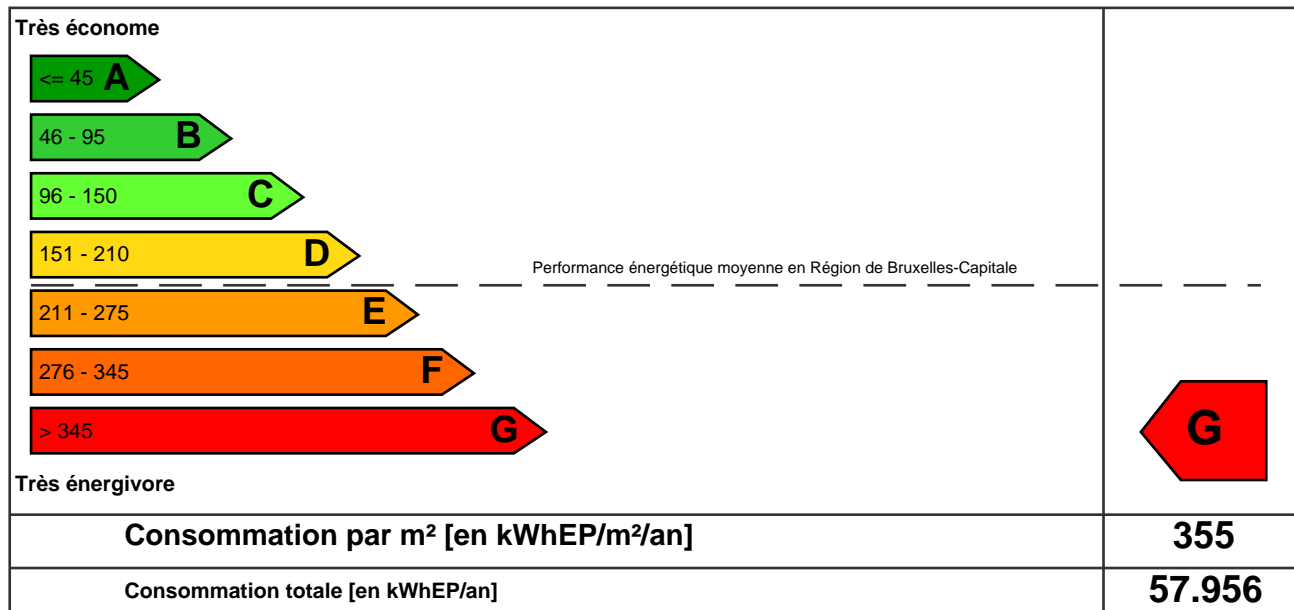 Très économe
<= 45 A
46 - 95 B
96 - 150 C
151 - 210 D
Performance énergétique moyenne en Région de Bruxelles-Capitale
211 - 275 E
276 - 345 F
> 345 G
G
Très énergivore
Consommation par m² [en kWhEP/m²/an] 355
Consommation totale [en kWhEP/an] 57.956